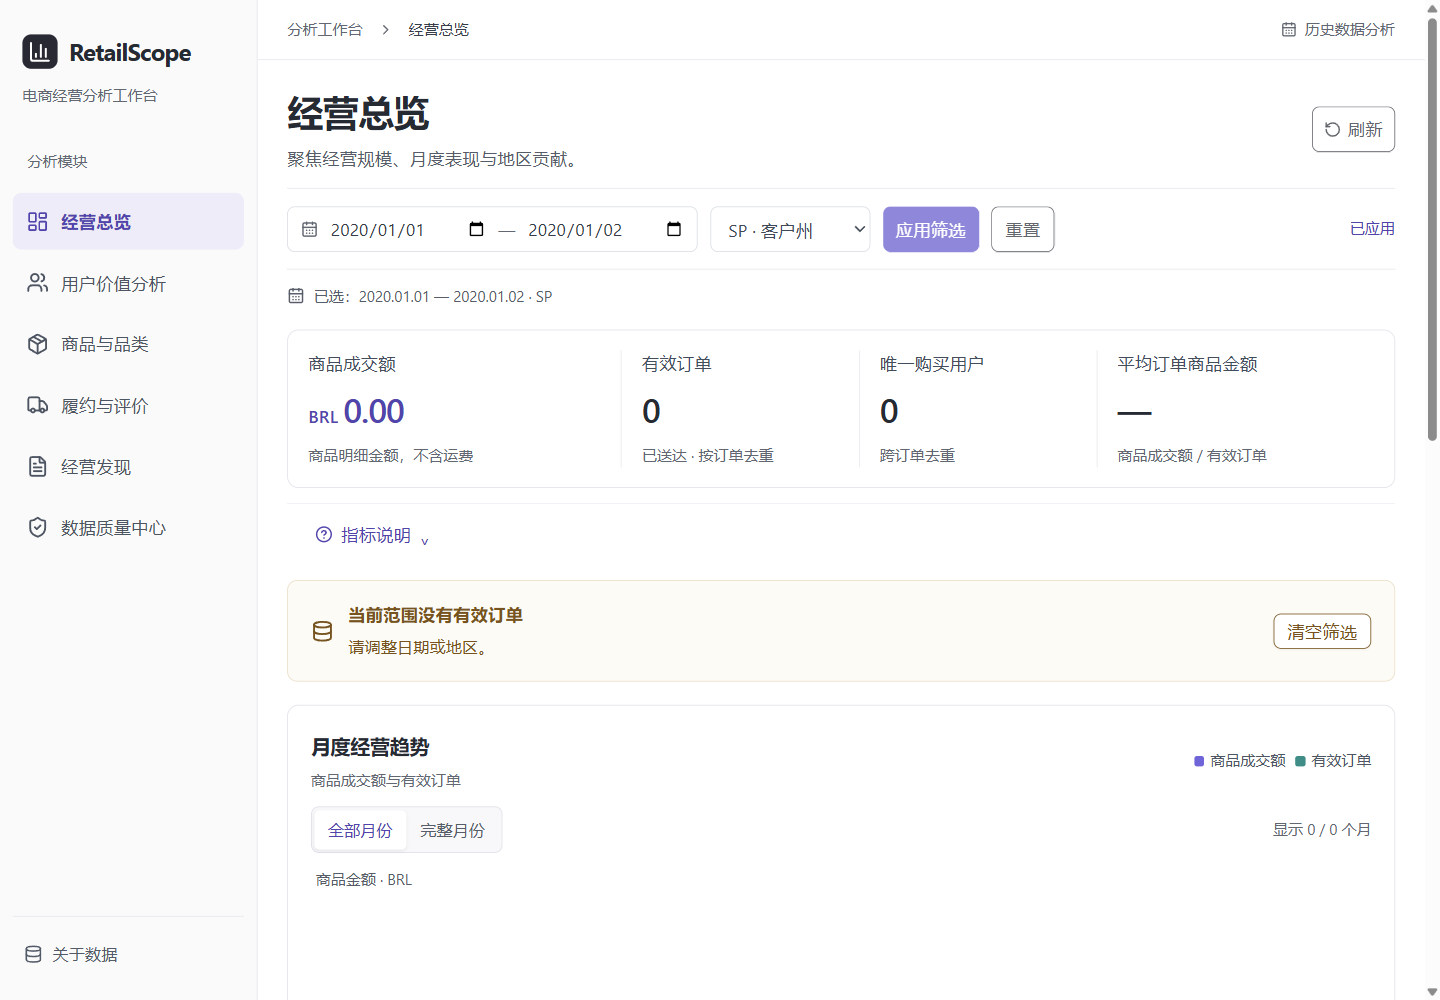 RetailScope
电商经营分析工作台
分析模块
经营总览
用户价值分析
商品与品类
履约与评价
经营发现
数据质量中心
关于数据
分析工作台 > 经营总览
历史数据分析
经营总览
聚焦经营规模、月度表现与地区贡献。
刷新
2020/01/01 — 2020/01/02
SP · 客户州
应用筛选
重置
已应用
已选：2020.01.01 — 2020.01.02 · SP
商品成交额
BRL 0.00
商品明细金额，不含运费
有效订单
0
已送达 · 按订单去重
唯一购买用户
0
跨订单去重
平均订单商品金额
—
商品成交额 / 有效订单
指标说明 v
当前范围没有有效订单
请调整日期或地区。
清空筛选
月度经营趋势
商品成交额与有效订单
商品成交额 有效订单
全部月份 完整月份
显示 0 / 0 个月
商品金额 · BRL